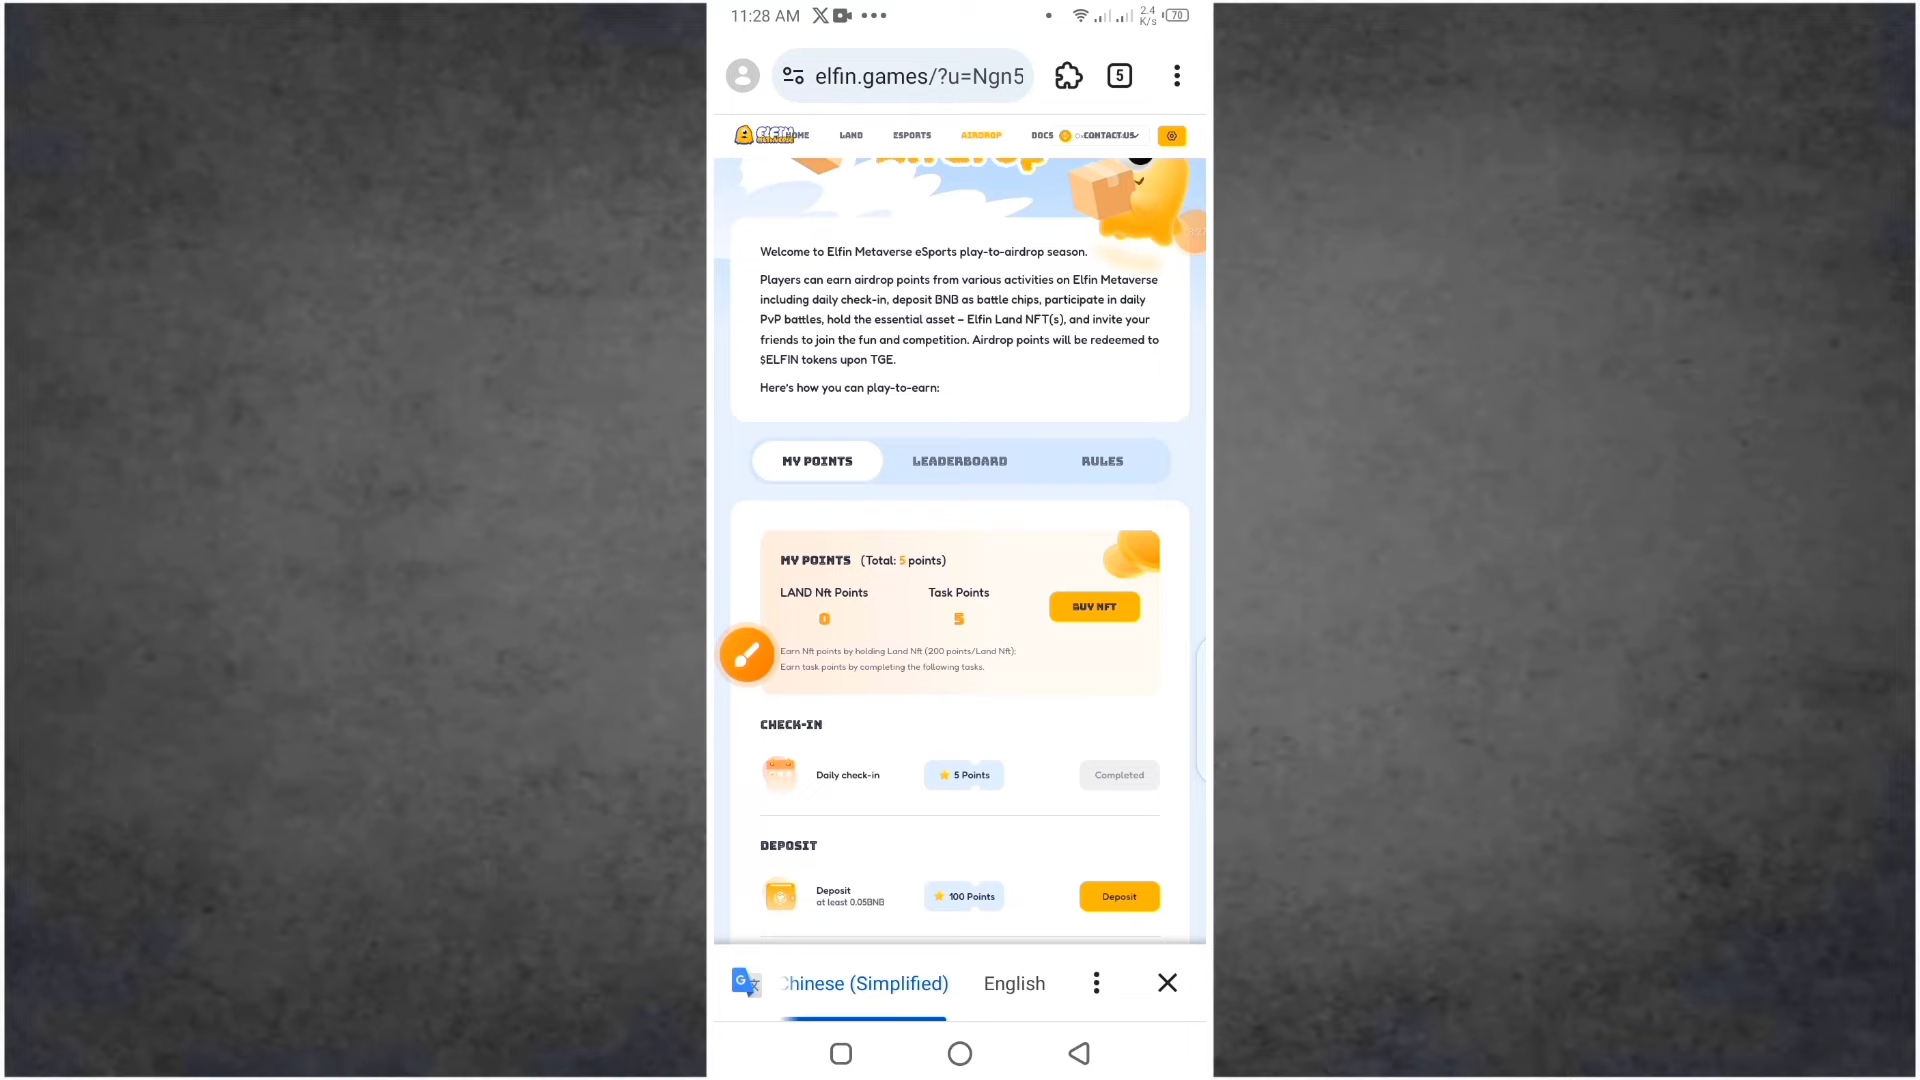 11:28 AM
2.4
K/s
70
elfin.games/?u=Ngn5
5
ELFIN
HOME
LAND
ESPORTS
AIRDROP
DOCS
CONTACT US
Airdrop
Welcome to Elfin Metaverse eSports play-to-airdrop season.
Players can earn airdrop points from various activities on Elfin Metaverse
including daily check-in, deposit BNB as battle chips, participate in daily
PvP battles, hold the essential asset – Elfin Land NFT(s), and invite your
friends to join the fun and competition. Airdrop points will be redeemed to
$ELFIN tokens upon TGE.
Here's how you can play-to-earn:
MY POINTS
LEADERBOARD
RULES
MY POINTS (Total: 5 points)
LAND Nft Points
Task Points
BUY NFT
0
5
Earn Nft points by holding Land Nft (200 points/Land Nft);
Earn task points by completing the following tasks.
CHECK-IN
Daily check-in
5 Points
Completed
DEPOSIT
Deposit
at least 0.05BNB
100 Points
Deposit
Chinese (Simplified)
English